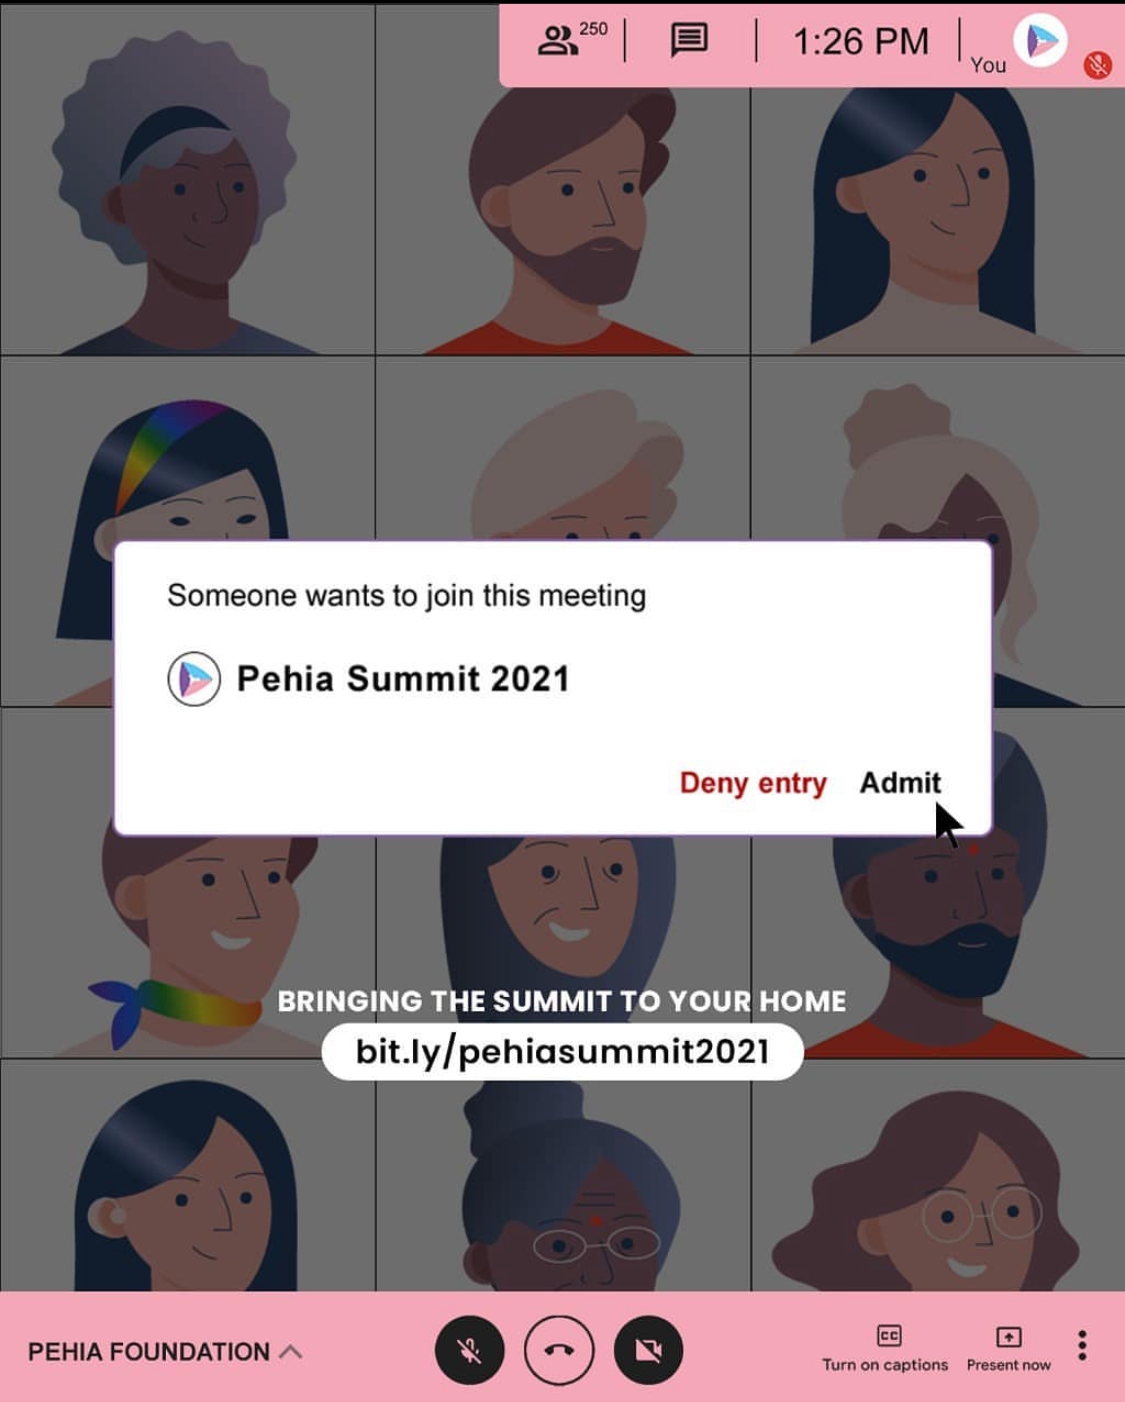 250
1:26 PM
You
Someone wants to join this meeting
Pehia Summit 2021
Deny entry Admit
BRINGING THE SUMMIT TO YOUR HOME
bit.ly/pehiasummit2021
PEHIA FOUNDATION
CC
Turn on captions Present now